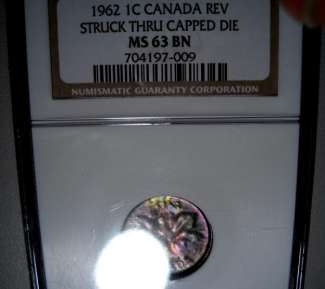 1962 1C CANADA REV
STRUCK THRU CAPPED DIE
MS 63 BN
704197-009
NUMISMATIC GUARANTY CORPORATION